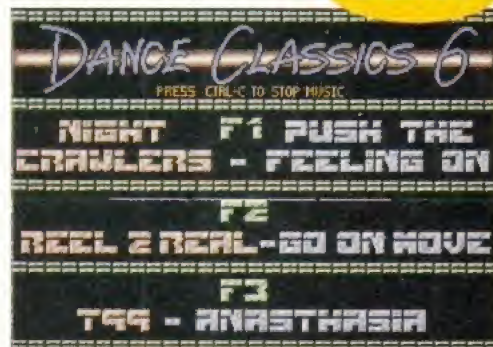 DANCE CLASSICS 6
PRESS CTRL-C TO STOP MUSIC
NIGHT F1 PUSH THE
CRAWLERS - FEELING ON
F2
REEL 2 REAL-GO ON MOVE
F3
T99 - ANASTHASIA